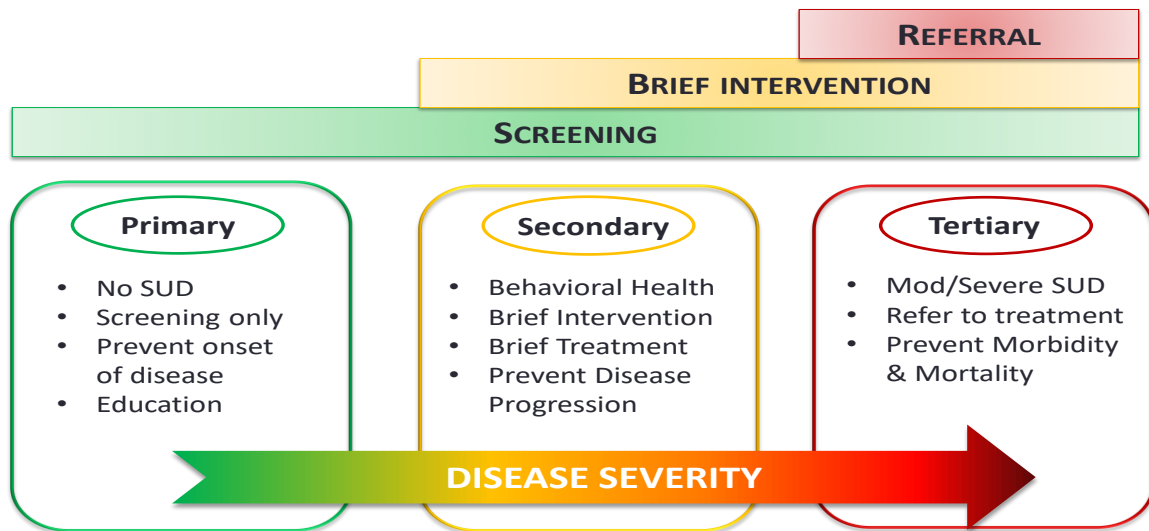 REFERRAL
BRIEF INTERVENTION
SCREENING
Primary
• No SUD
• Screening only
• Prevent onset
of disease
• Education
Secondary
• Behavioral Health
• Brief Intervention
• Brief Treatment
• Prevent Disease
Progression
Tertiary
• Mod/Severe SUD
• Refer to treatment
• Prevent Morbidity
& Mortality
DISEASE SEVERITY